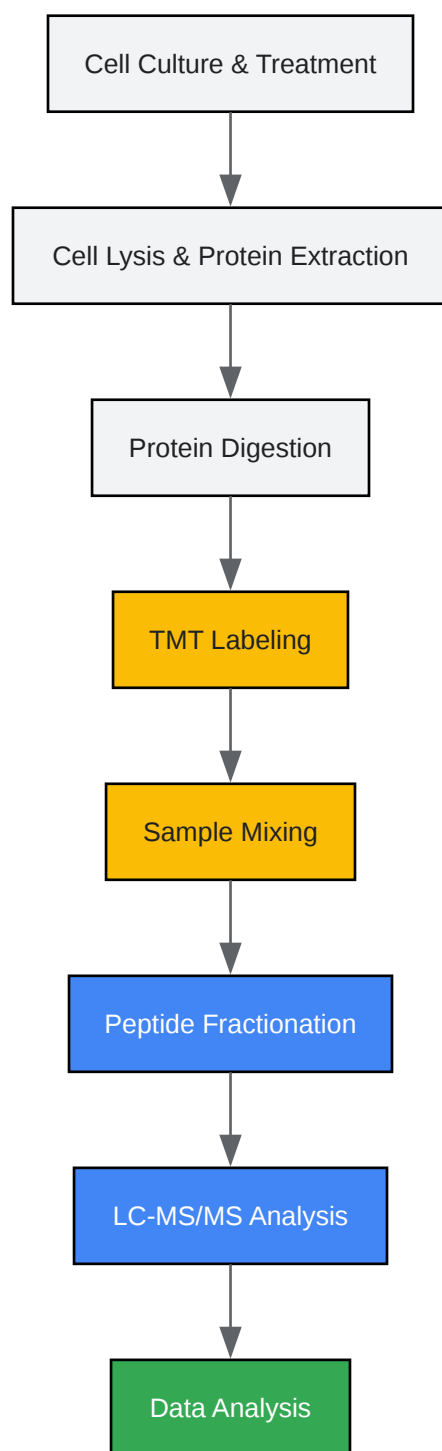 Cell Culture & Treatment
Cell Lysis & Protein Extraction
Protein Digestion
TMT Labeling
Sample Mixing
Peptide Fractionation
LC-MS/MS Analysis
Data Analysis